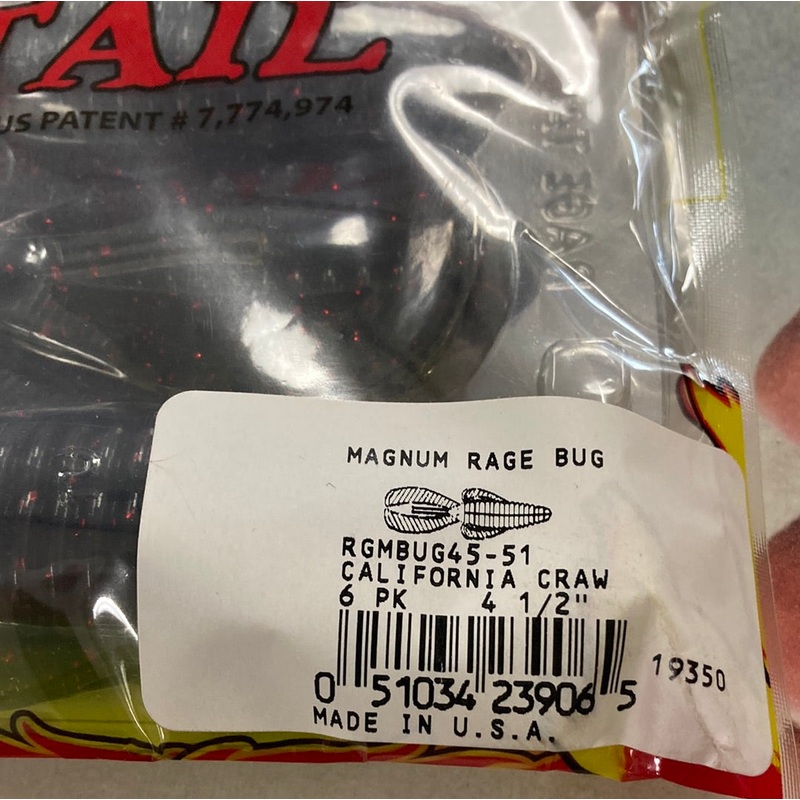 TAIL
US PATENT # 7,774,974
MAGNUM RAGE BUG
RGMBUG45-51
CALIFORNIA CRAW
6 PK 4 1/2"
0 51034 23906 5
19350
MADE IN U.S.A.